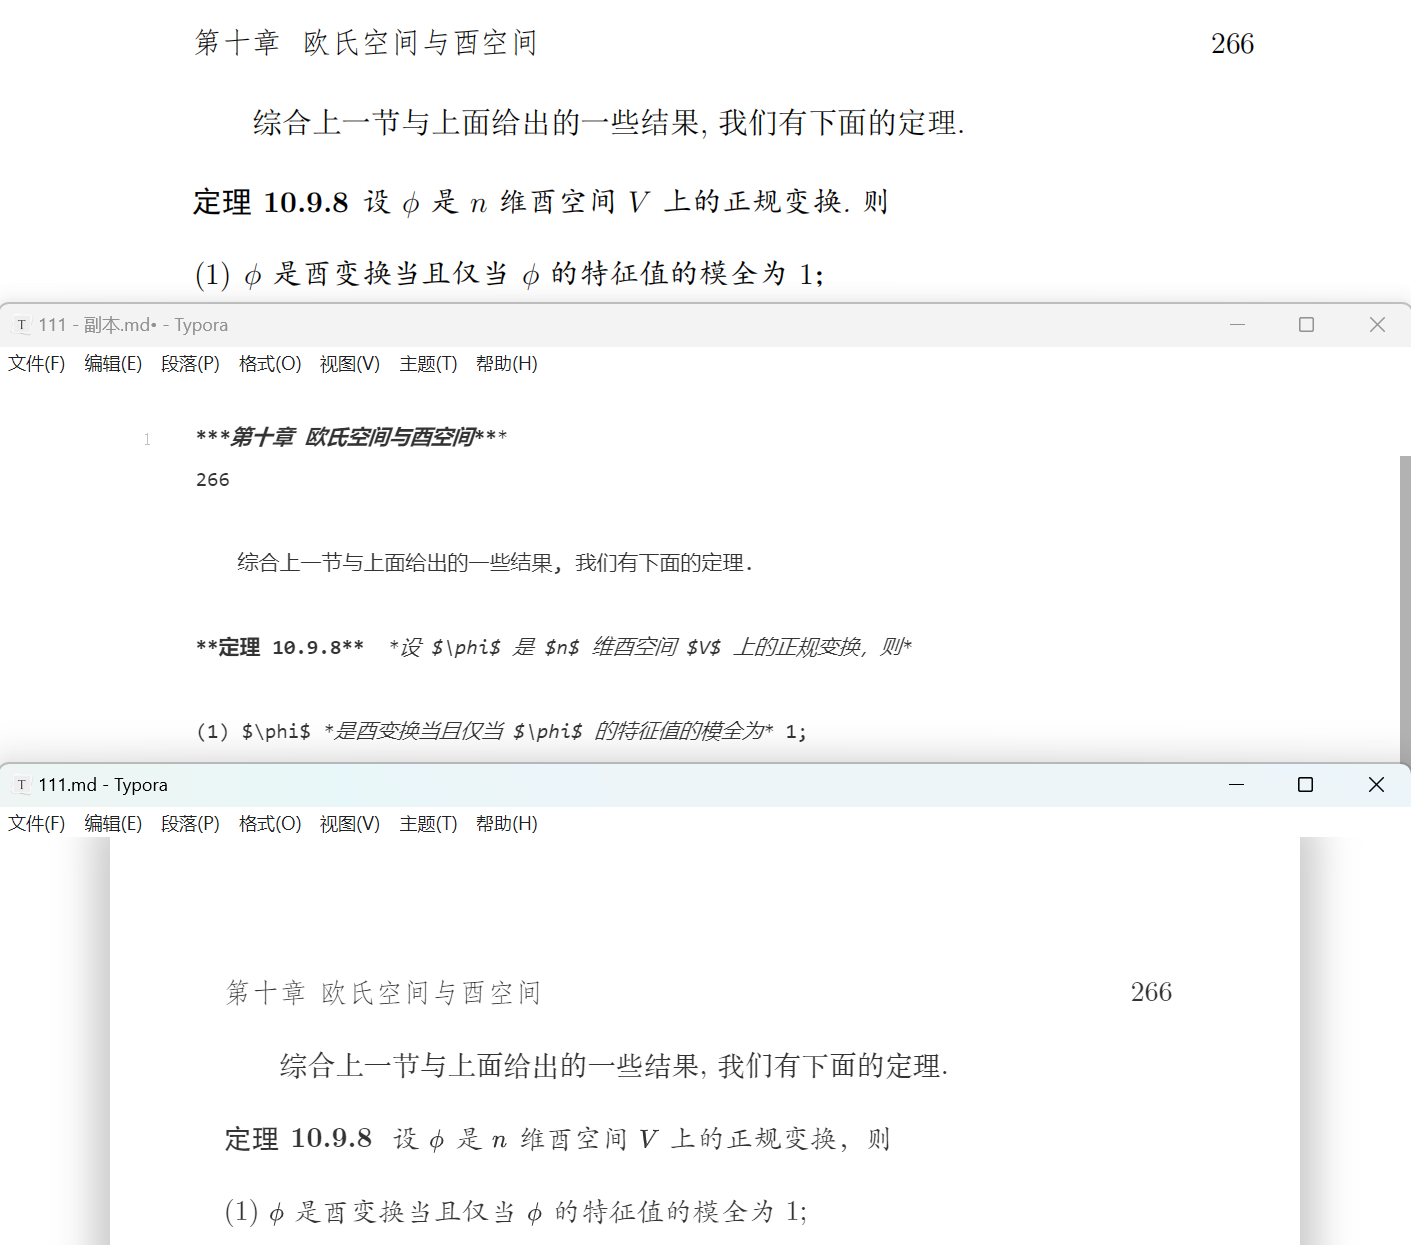 第十章 欧氏空间与酉空间 266
综合上一节与上面给出的一些结果, 我们有下面的定理.
定理 10.9.8 设 ϕ 是 n 维酉空间 V 上的正规变换. 则
(1) ϕ 是酉变换当且仅当 ϕ 的特征值的模全为 1;
T 111 - 副本.md• - Typora
文件(F) 编辑(E) 段落(P) 格式(O) 视图(V) 主题(T) 帮助(H)
1 ***第十章 欧氏空间与酉空间***
266
综合上一节与上面给出的一些结果, 我们有下面的定理.
**定理 10.9.8** *设 $\phi$ 是 $n$ 维酉空间 $V$ 上的正规变换, 则*
(1) $\phi$ *是酉变换当且仅当 $\phi$ 的特征值的模全为* 1;
T 111.md - Typora
文件(F) 编辑(E) 段落(P) 格式(O) 视图(V) 主题(T) 帮助(H)
第十章 欧氏空间与酉空间 266
综合上一节与上面给出的一些结果, 我们有下面的定理.
定理 10.9.8 设 ϕ 是 n 维酉空间 V 上的正规变换, 则
(1) ϕ 是酉变换当且仅当 ϕ 的特征值的模全为 1;